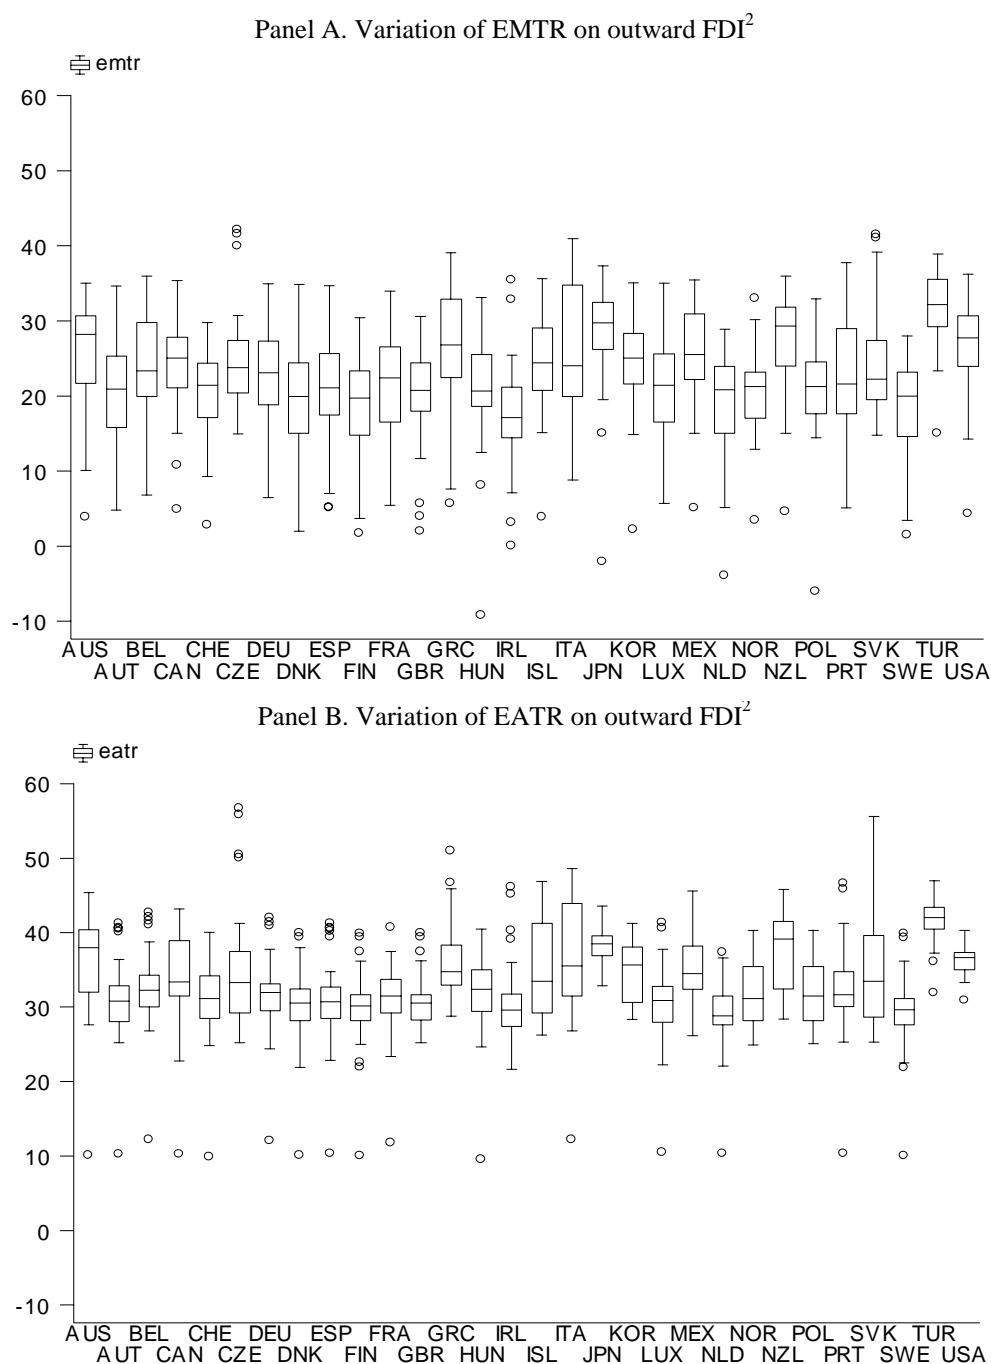 Panel A. Variation of EMTR on outward FDI²
emtr
60
50
40
30
20
10
0
-10
AUS BEL CHE DEU ESP FRA GRC IRL ITA KOR MEX NOR POL SVK TUR
AUT CAN CZE DNK FIN GBR HUN ISL JPN LUX NLD NZL PRT SWE USA
Panel B. Variation of EATR on outward FDI²
eatr
60
50
40
30
20
10
0
-10
AUS BEL CHE DEU ESP FRA GRC IRL ITA KOR MEX NOR POL SVK TUR
AUT CAN CZE DNK FIN GBR HUN ISL JPN LUX NLD NZL PRT SWE USA